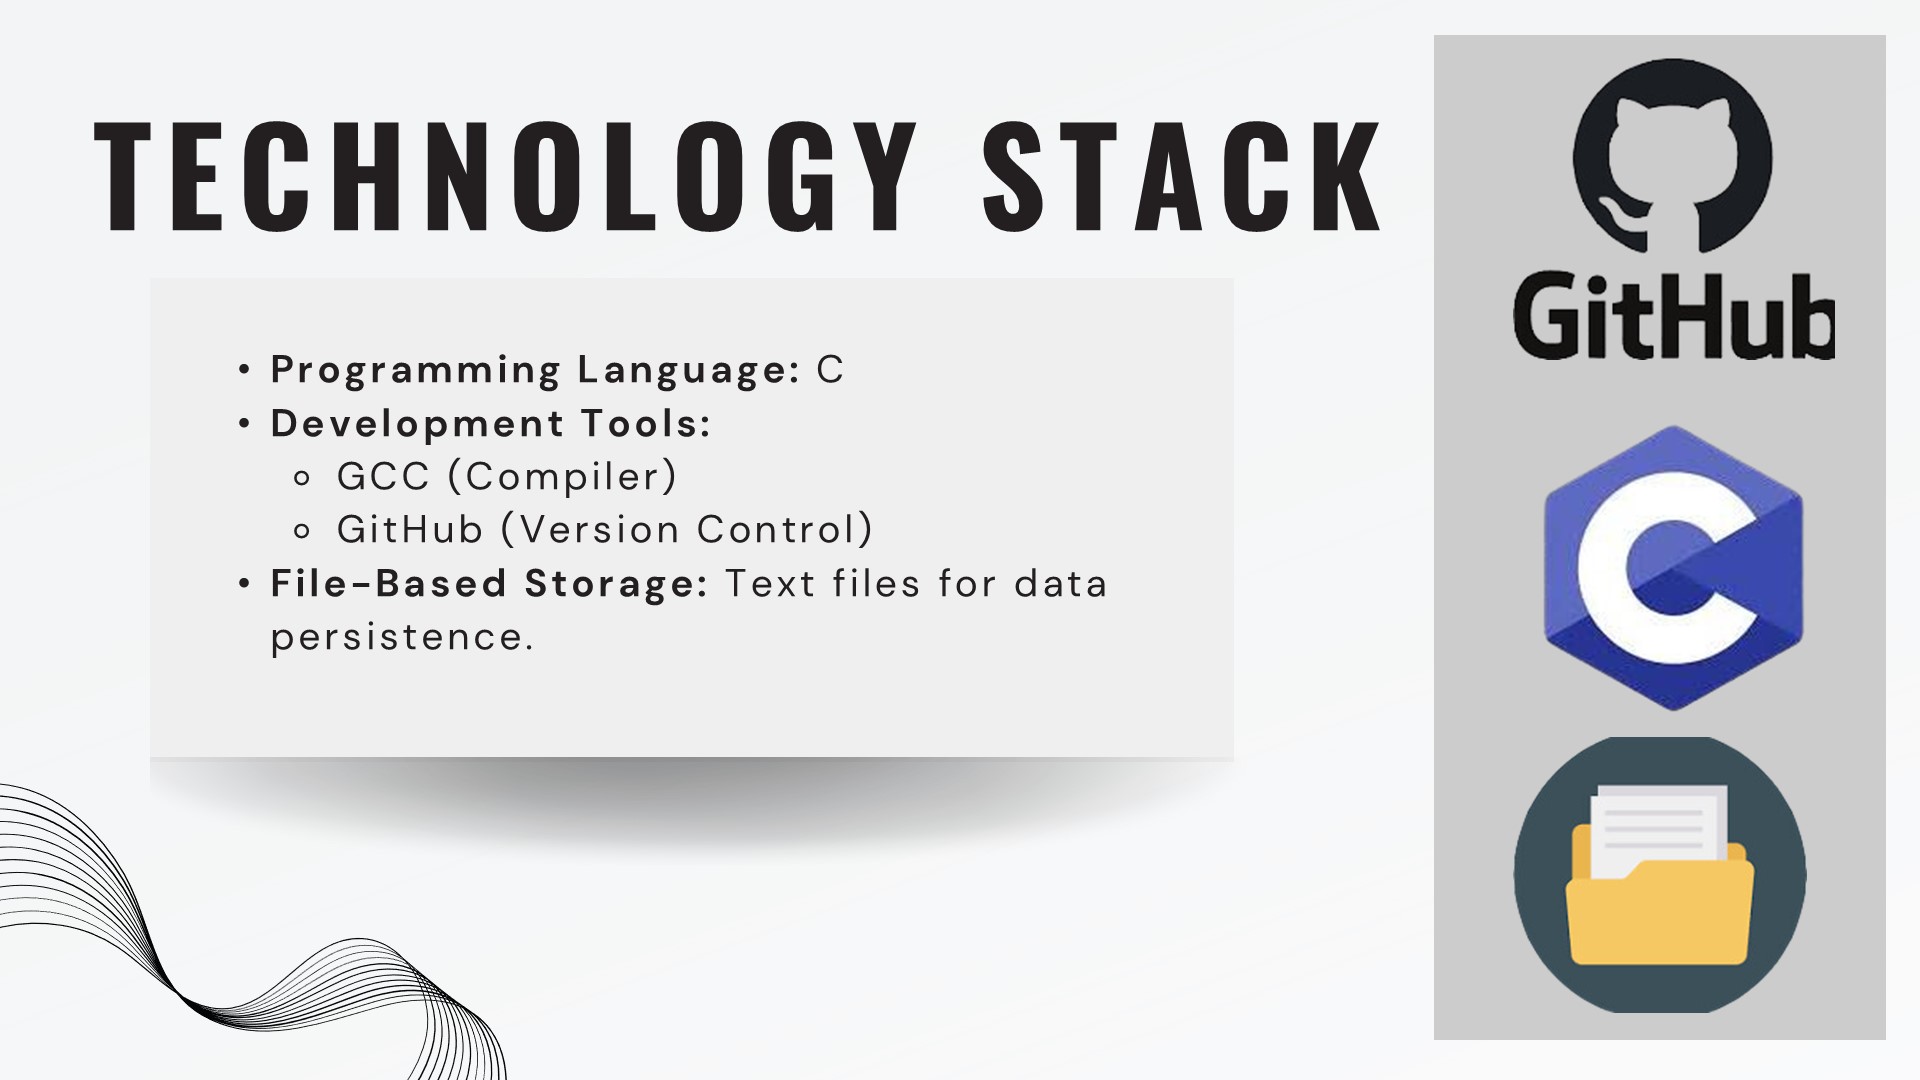 TECHNOLOGY STACK
• Programming Language: C
• Development Tools:
◦ GCC (Compiler)
◦ GitHub (Version Control)
• File-Based Storage: Text files for data
persistence.
GitHub
C